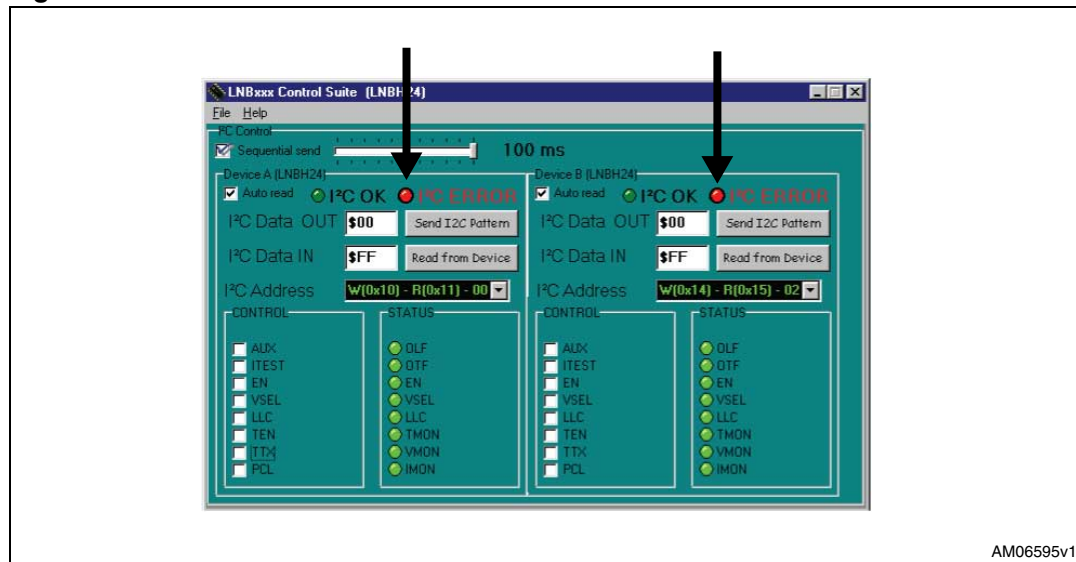 LNBxxx Control Suite (LNBH24)
File Help
I²C Control
Sequential send 100 ms
Device A (LNBH24)
Auto read I²C OK I²C ERROR
I²C Data OUT $00 Send I2C Pattern
I²C Data IN $FF Read from Device
I²C Address W(0x10) - R(0x11) - 00
CONTROL
AUX
ITEST
EN
VSEL
LLC
TEN
TTX
PCL
STATUS
OLF
OTF
EN
VSEL
LLC
TMON
VMON
IMON
Device B (LNBH24)
Auto read I²C OK I²C ERROR
I²C Data OUT $00 Send I2C Pattern
I²C Data IN $FF Read from Device
I²C Address W(0x14) - R(0x15) - 02
CONTROL
AUX
ITEST
EN
VSEL
LLC
TEN
TTX
PCL
STATUS
OLF
OTF
EN
VSEL
LLC
TMON
VMON
IMON
AM06595v1